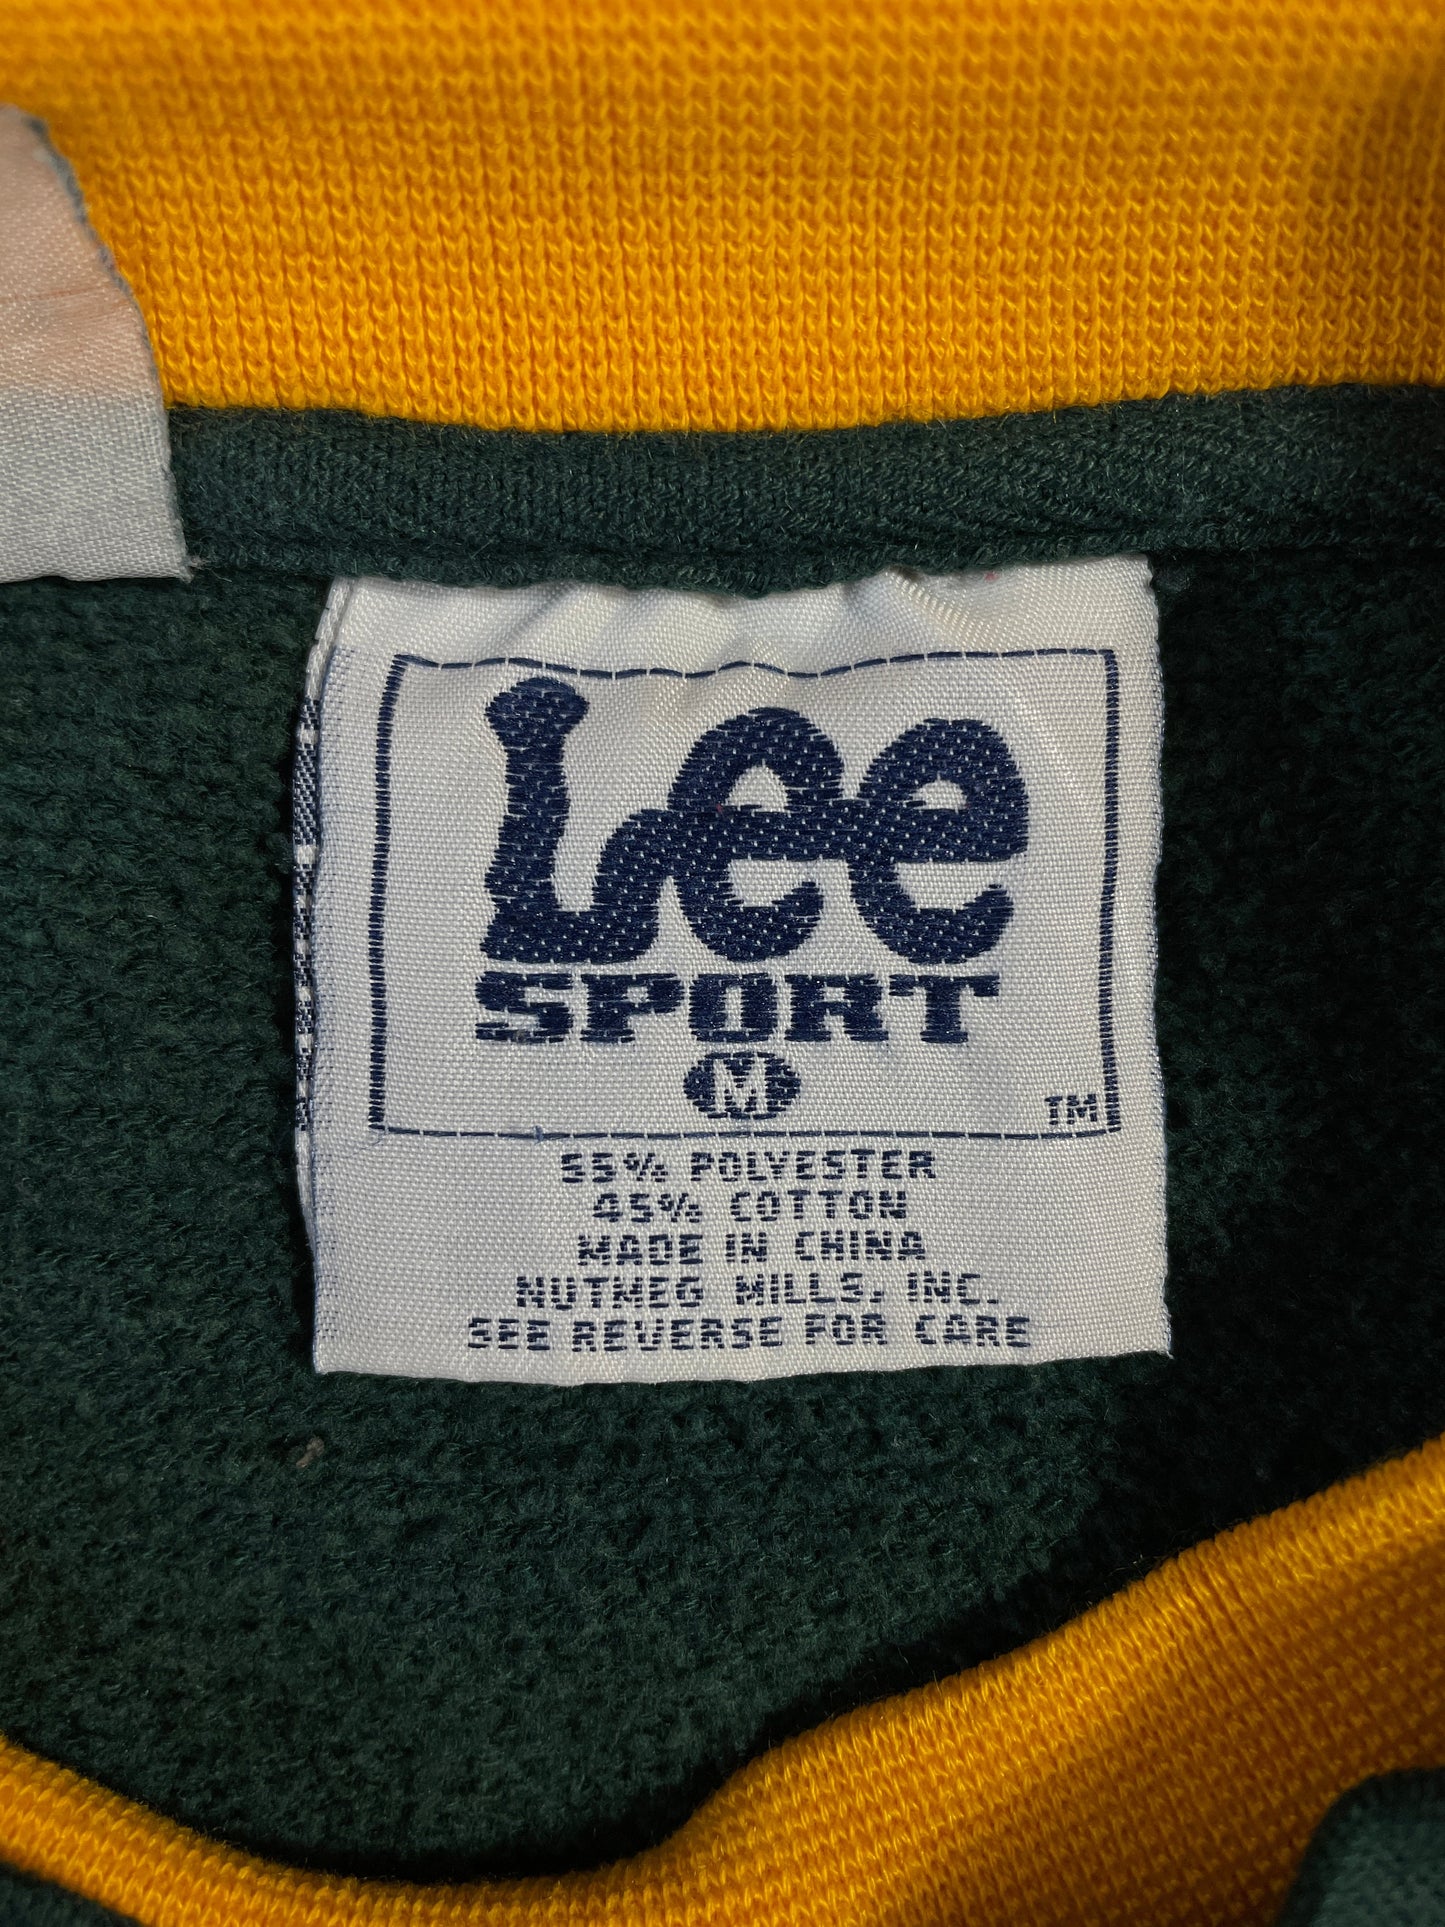 Lee
SPORT
M
TM
55% POLYESTER
45% COTTON
MADE IN CHINA
NUTMEG MILLS, INC.
SEE REVERSE FOR CARE